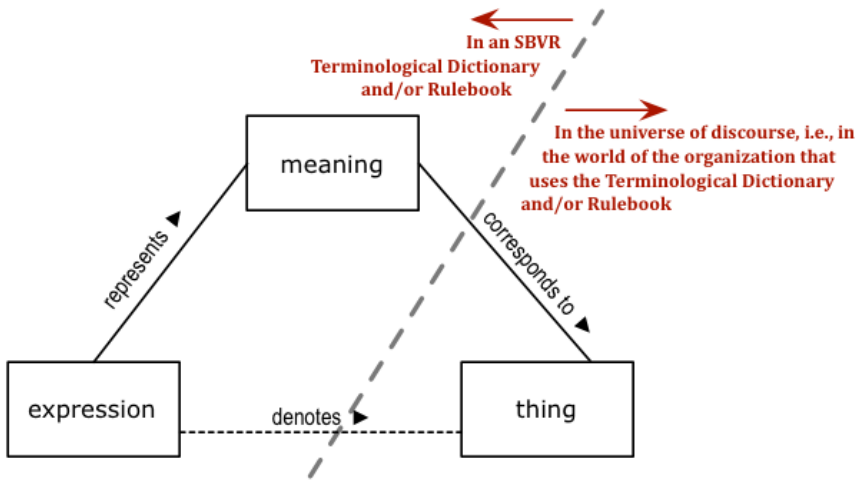 In an SBVR
Terminological Dictionary
and/or Rulebook
In the universe of discourse, i.e., in
the world of the organization that
uses the Terminological Dictionary
and/or Rulebook
meaning
represents ▶
corresponds to ▶
expression
denotes ▶
thing